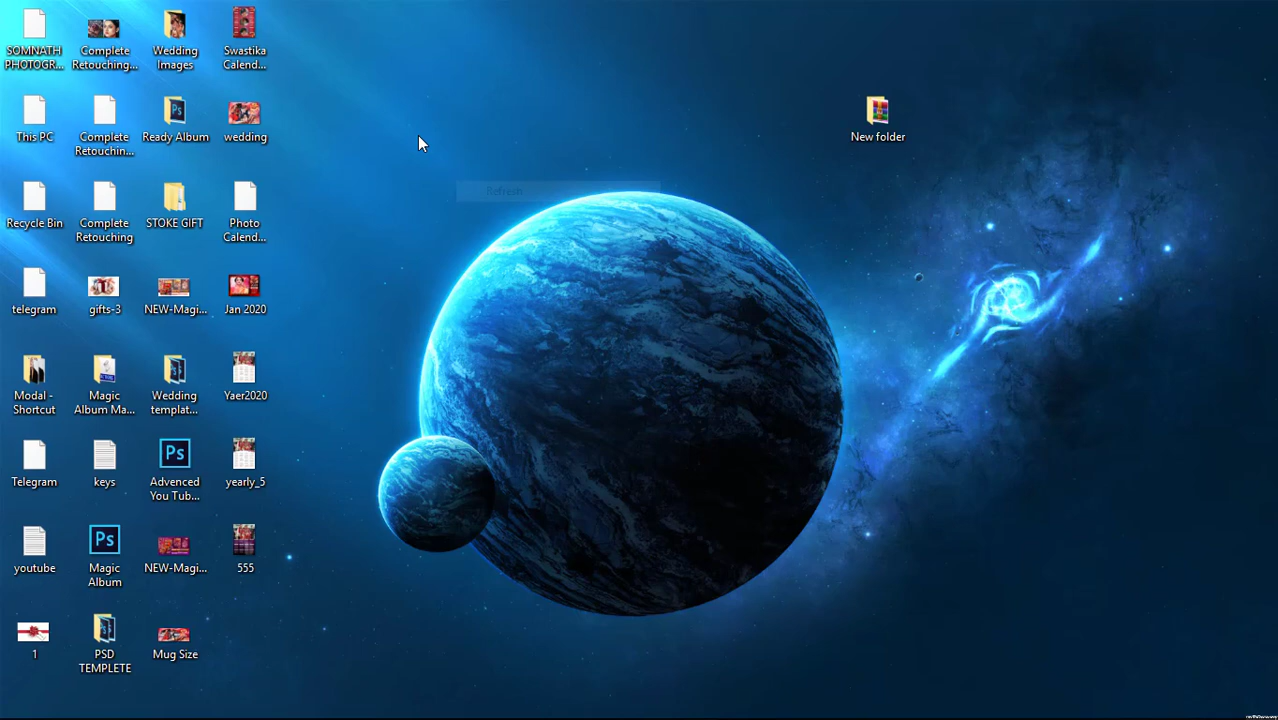 SOMNATH
PHOTOGR...
Complete
Retouching...
Wedding
Images
Swastika
Calend...
This PC
Complete
Retouchin...
Ready Album
wedding
New folder
Recycle Bin
Complete
Retouching
STOKE GIFT
Photo
Calend...
Refresh
telegram
gifts-3
NEW-Magi...
Jan 2020
Modal -
Shortcut
Magic
Album Ma...
Wedding
templat...
Yaer2020
Telegram
keys
Ps
Advenced
You Tub...
yearly_5
youtube
Ps
Magic
Album
NEW-Magi...
555
1
PSD
TEMPLETE
Mug Size